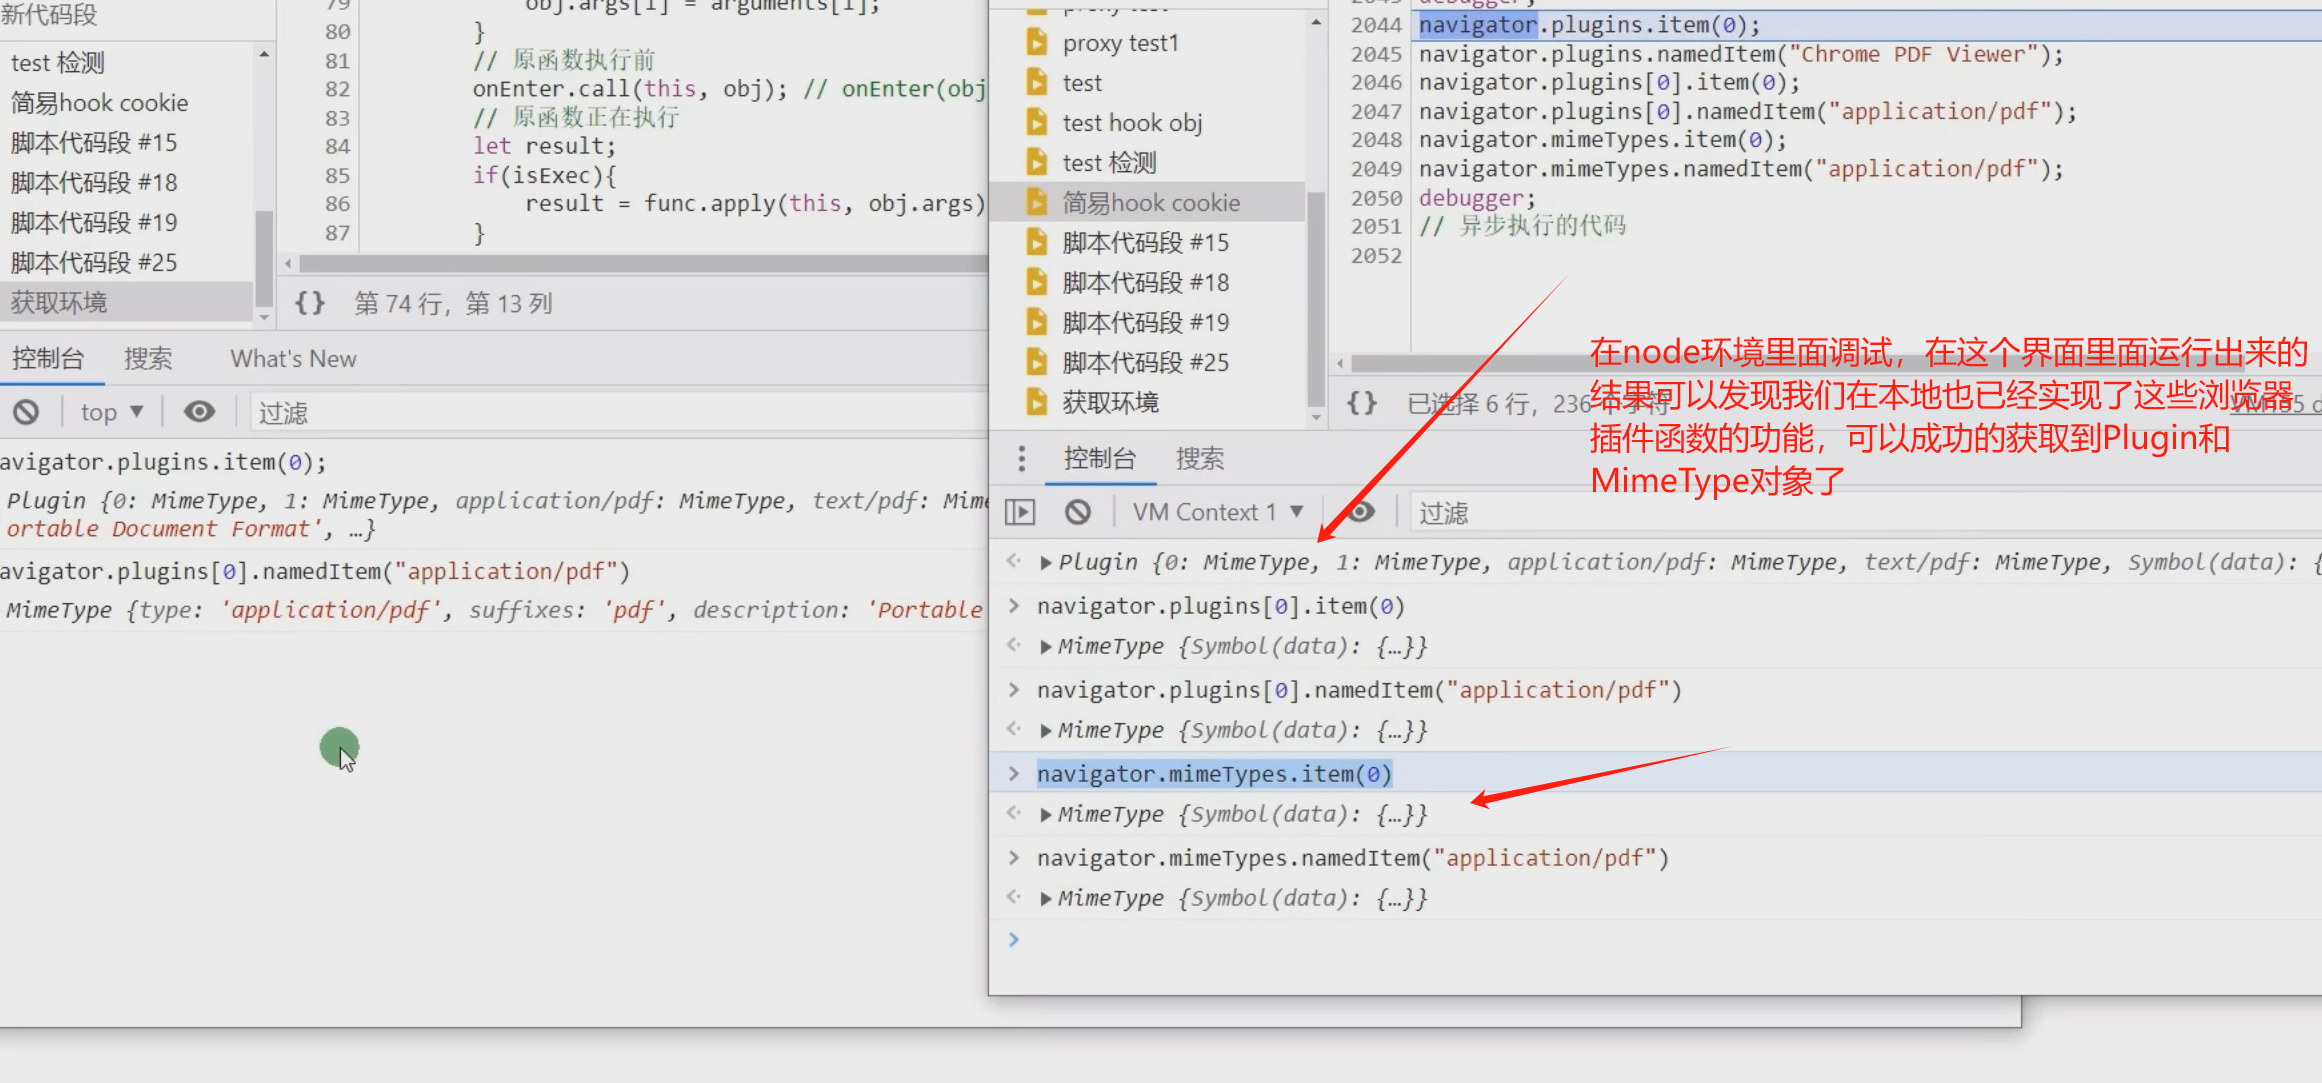 新代码段
test 检测
简易hook cookie
脚本代码段 #15
脚本代码段 #18
脚本代码段 #19
脚本代码段 #25
获取环境
79 obj.args[i] = arguments[i];
80 }
81 // 原函数执行前
82 onEnter.call(this, obj); // onEnter(obj
83 // 原函数正在执行
84 let result;
85 if(isExec){
86 result = func.apply(this, obj.args)
87 }
{} 第 74 行，第 13 列
控制台 搜索 What's New
top ▼ 过滤
avigator.plugins.item(0);
Plugin {0: MimeType, 1: MimeType, application/pdf: MimeType, text/pdf: Mime
ortable Document Format', …}
avigator.plugins[0].namedItem("application/pdf")
MimeType {type: 'application/pdf', suffixes: 'pdf', description: 'Portable
proxy test
proxy test1
test
test hook obj
test 检测
简易hook cookie
脚本代码段 #15
脚本代码段 #18
脚本代码段 #19
脚本代码段 #25
获取环境
2043 debugger;
2044 navigator.plugins.item(0);
2045 navigator.plugins.namedItem("Chrome PDF Viewer");
2046 navigator.plugins[0].item(0);
2047 navigator.plugins[0].namedItem("application/pdf");
2048 navigator.mimeTypes.item(0);
2049 navigator.mimeTypes.namedItem("application/pdf");
2050 debugger;
2051 // 异步执行的代码
2052
{} 已选择 6 行，236 个字符
在node环境里面调试，在这个界面里面运行出来的
结果可以发现我们在本地也已经实现了这些浏览器
插件函数的功能，可以成功的获取到Plugin和
MimeType对象了
控制台 搜索
VM Context 1 ▼ 过滤
Plugin {0: MimeType, 1: MimeType, application/pdf: MimeType, text/pdf: MimeType, Symbol(data): {
navigator.plugins[0].item(0)
MimeType {Symbol(data): {…}}
navigator.plugins[0].namedItem("application/pdf")
MimeType {Symbol(data): {…}}
navigator.mimeTypes.item(0)
MimeType {Symbol(data): {…}}
navigator.mimeTypes.namedItem("application/pdf")
MimeType {Symbol(data): {…}}